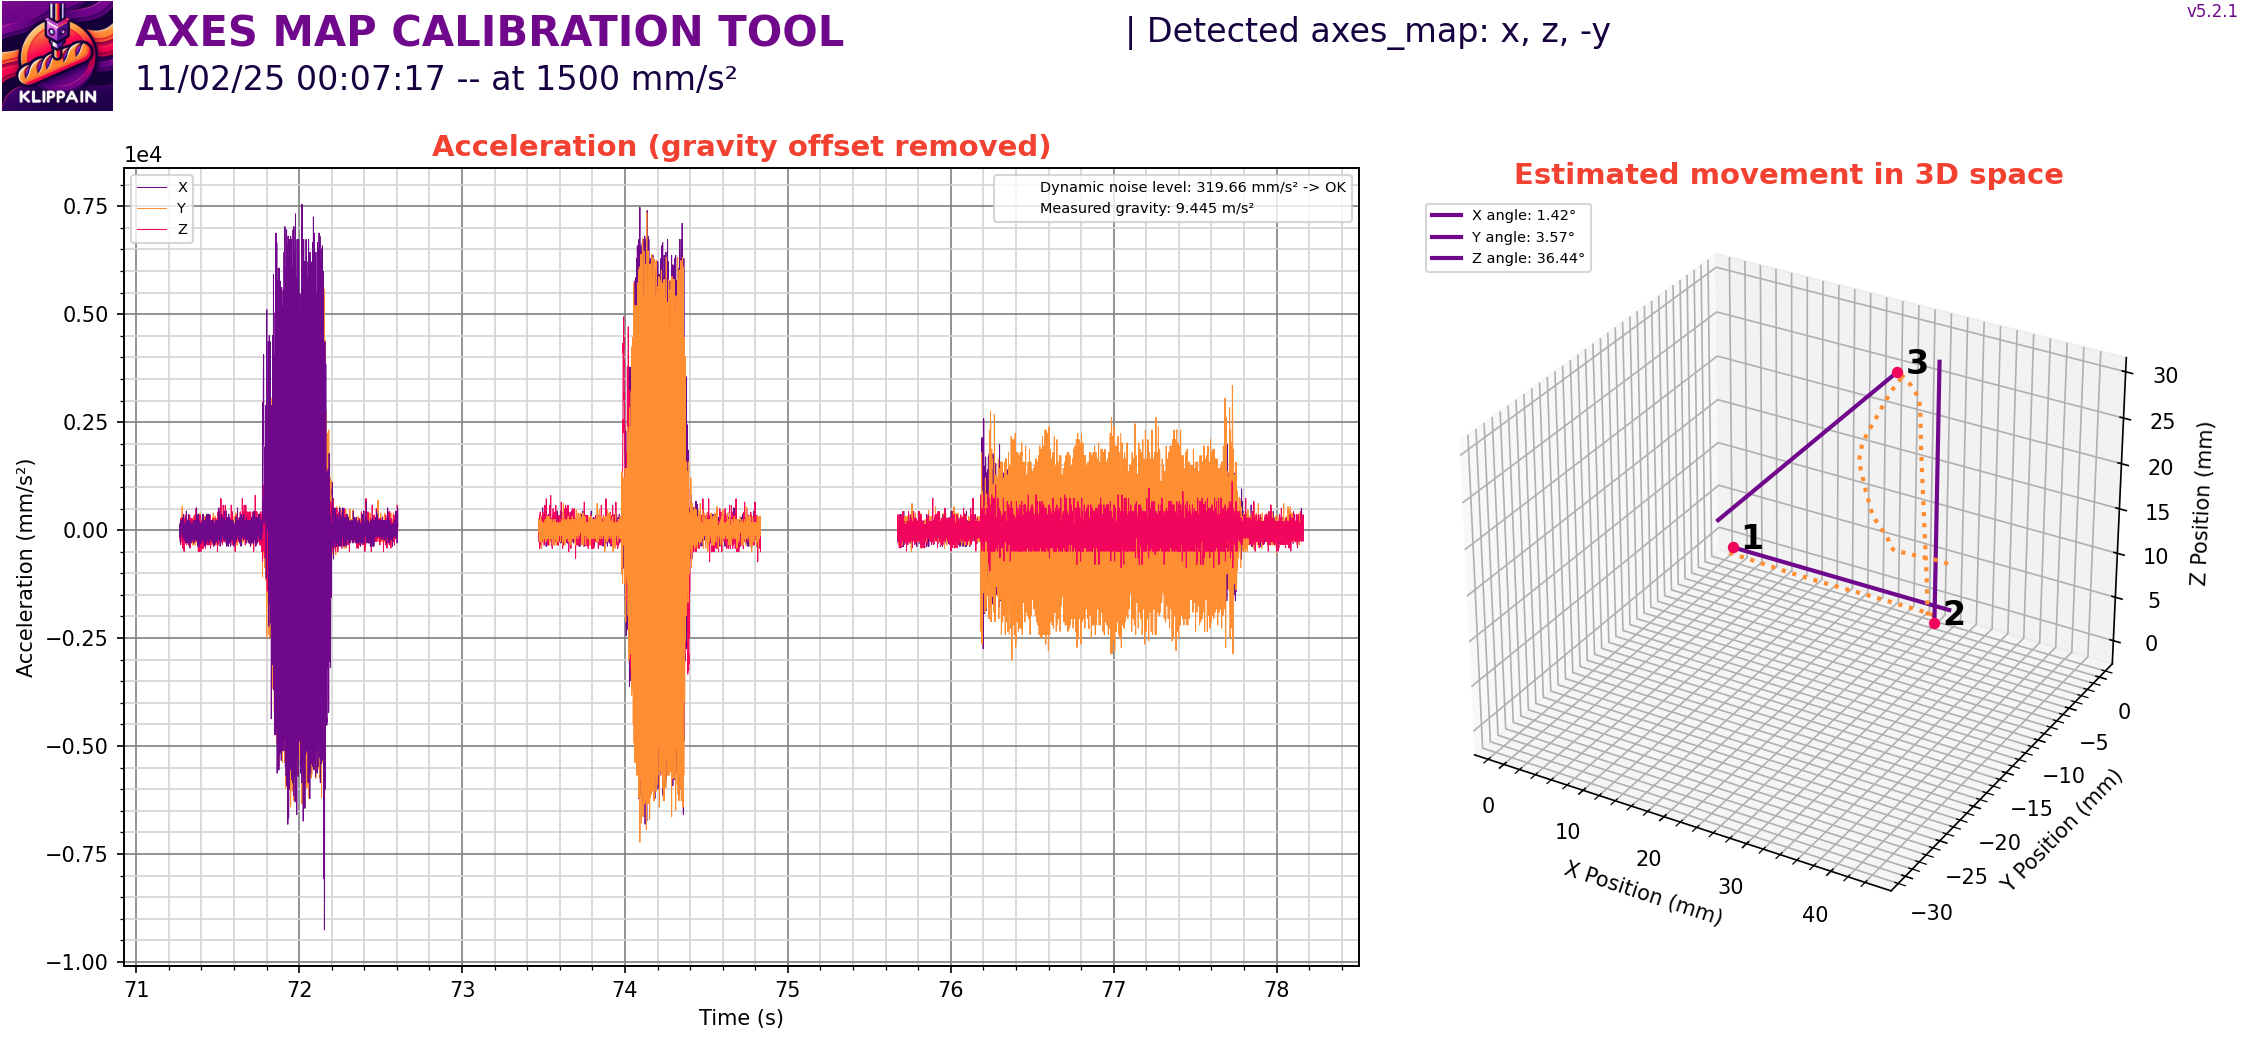 KLIPPAIN
AXES MAP CALIBRATION TOOL
11/02/25 00:07:17 -- at 1500 mm/s²
| Detected axes_map: x, z, -y
v5.2.1
Acceleration (gravity offset removed)
1e4
X
Y
Z
Dynamic noise level: 319.66 mm/s² -> OK
Measured gravity: 9.445 m/s²
0.75
0.50
0.25
0.00
−0.25
−0.50
−0.75
−1.00
Acceleration (mm/s²)
71 72 73 74 75 76 77 78
Time (s)
Estimated movement in 3D space
X angle: 1.42°
Y angle: 3.57°
Z angle: 36.44°
3
1
2
30
25
20
15
10
5
0
Z Position (mm)
0
−5
−10
−15
−20
−25
−30
Y Position (mm)
0
10
20
30
40
X Position (mm)